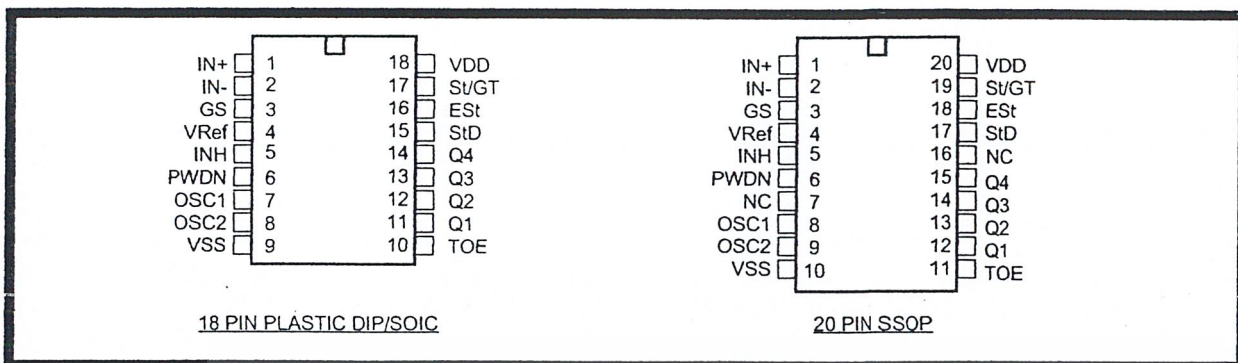 IN+ 1 18 VDD
IN- 2 17 St/GT
GS 3 16 ESt
VRef 4 15 StD
INH 5 14 Q4
PWDN 6 13 Q3
OSC1 7 12 Q2
OSC2 8 11 Q1
VSS 9 10 TOE
18 PIN PLASTIC DIP/SOIC
IN+ 1 20 VDD
IN- 2 19 St/GT
GS 3 18 ESt
VRef 4 17 StD
INH 5 16 NC
PWDN 6 15 Q4
NC 7 14 Q3
OSC1 8 13 Q2
OSC2 9 12 Q1
VSS 10 11 TOE
20 PIN SSOP